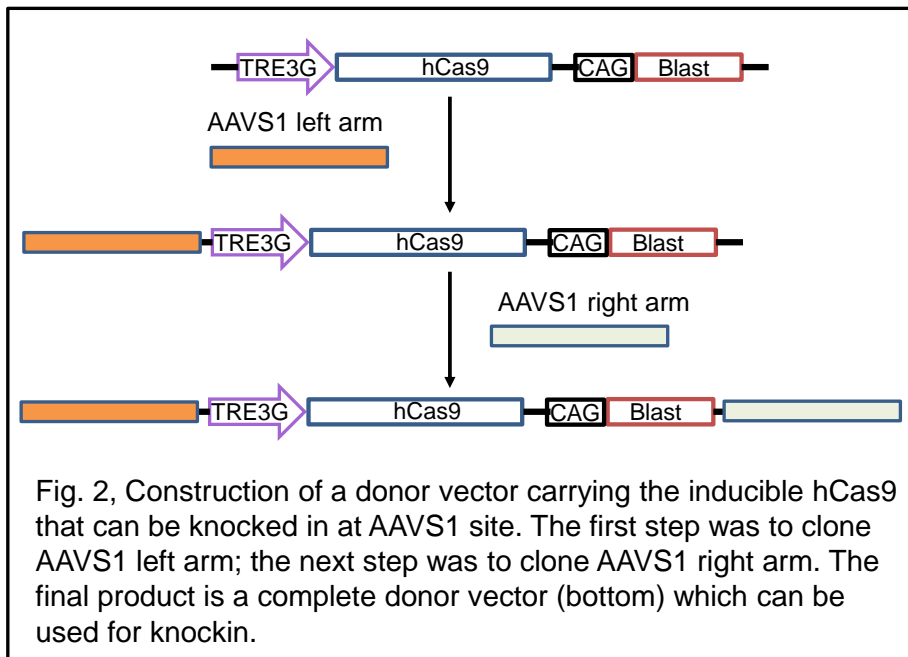 TRE3G hCas9 CAG Blast
AAVS1 left arm
TRE3G hCas9 CAG Blast
AAVS1 right arm
TRE3G hCas9 CAG Blast
Fig. 2, Construction of a donor vector carrying the inducible hCas9
that can be knocked in at AAVS1 site. The first step was to clone
AAVS1 left arm; the next step was to clone AAVS1 right arm. The
final product is a complete donor vector (bottom) which can be
used for knockin.